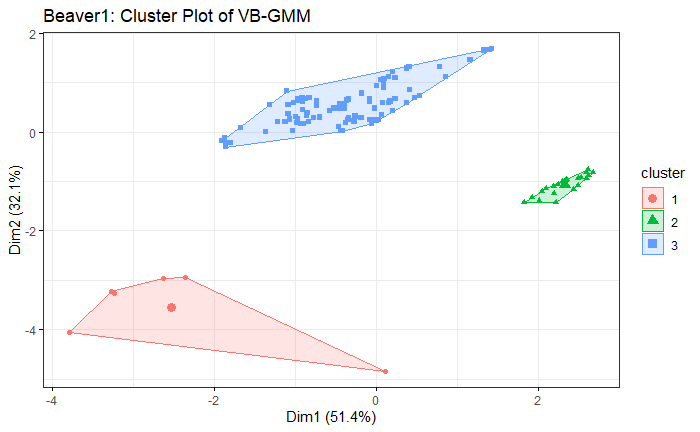 Beaver1: Cluster Plot of VB-GMM
2
0
-2
-4
Dim2 (32.1%)
-4
-2
0
2
Dim1 (51.4%)
cluster
1
2
3